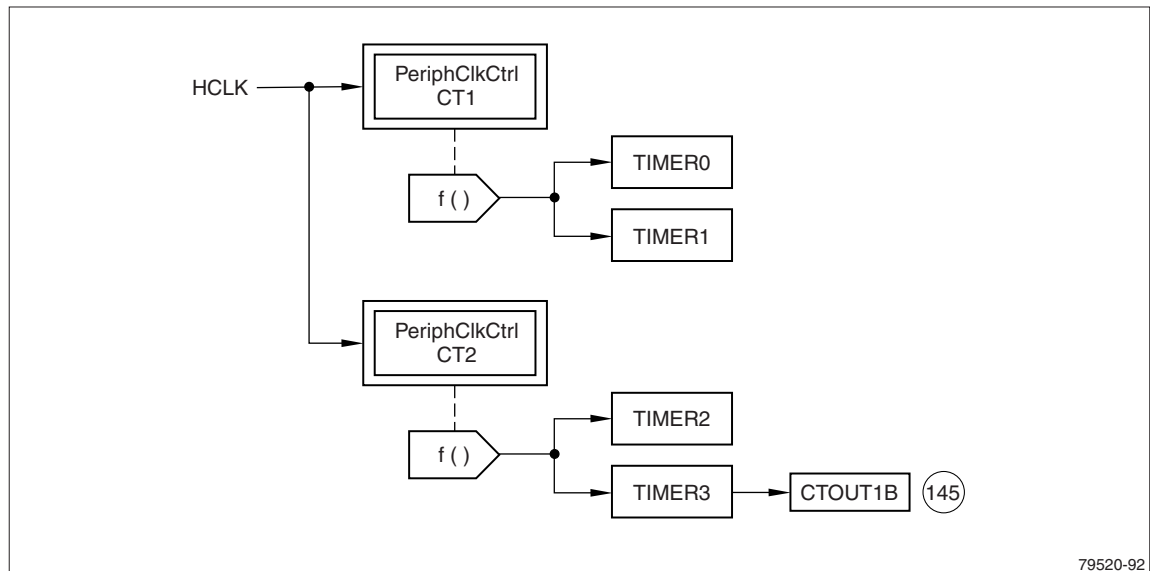 HCLK
PeriphClkCtrl
CT1
f ( )
TIMER0
TIMER1
PeriphClkCtrl
CT2
f ( )
TIMER2
TIMER3
CTOUT1B
145
79520-92